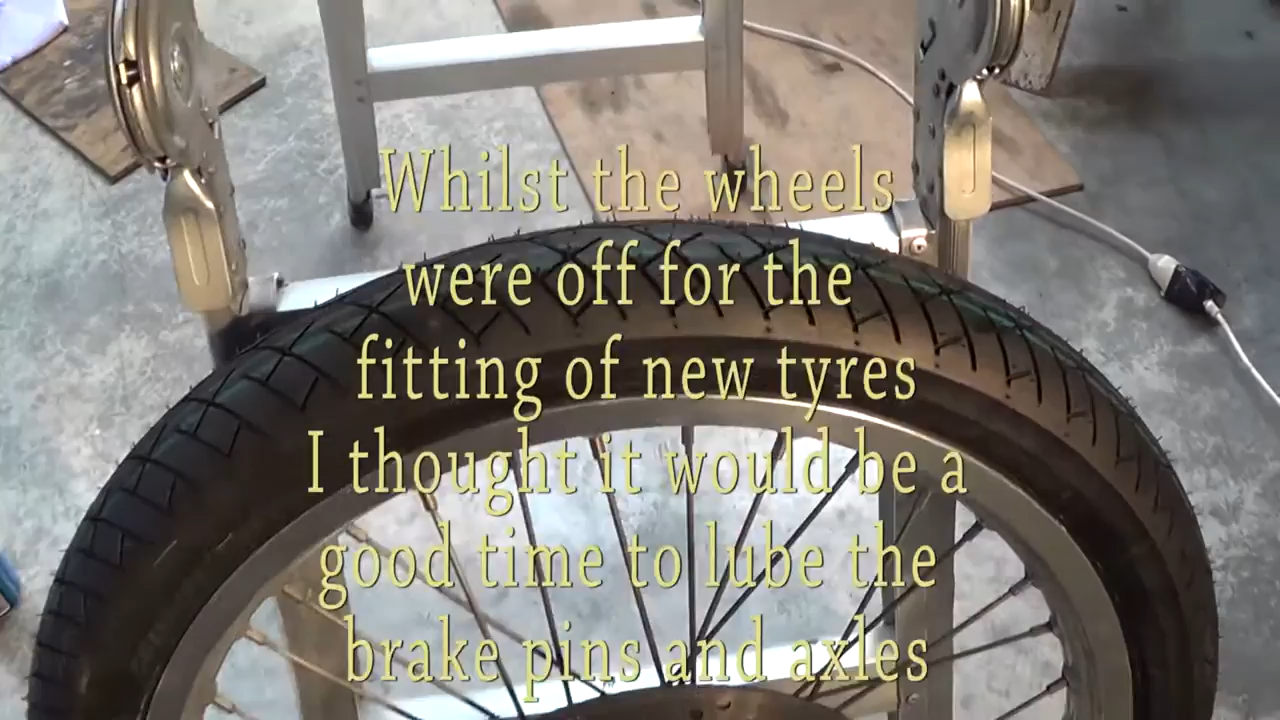 Whilst the wheels
were off for the
fitting of new tyres
I thought it would be a
good time to lube the
brake pins and axles